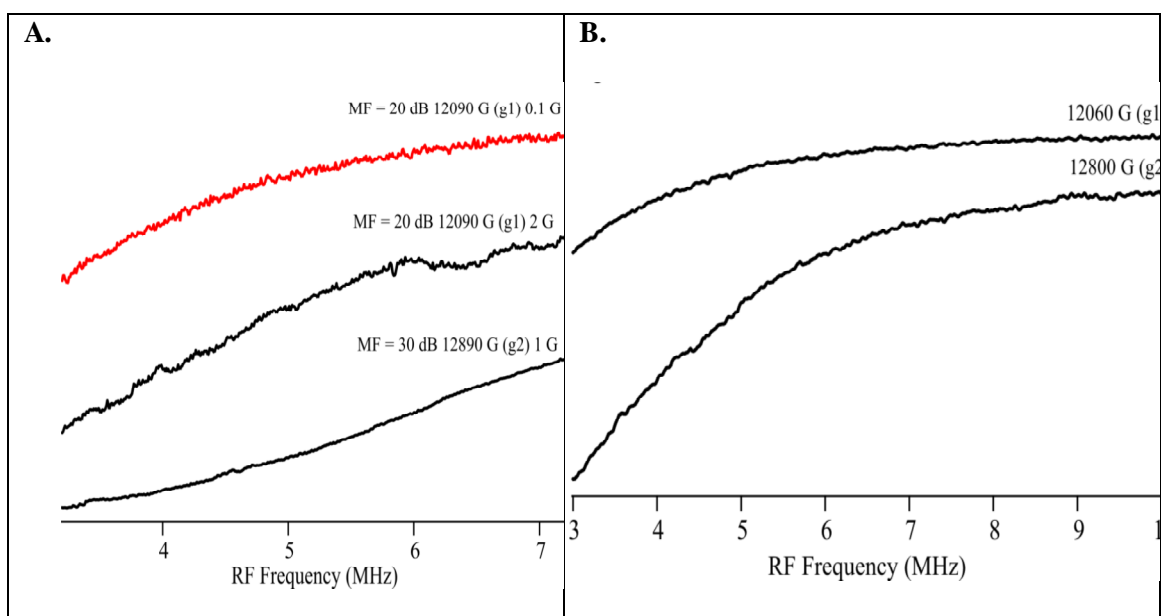 A.
MF – 20 dB 12090 G (g1) 0.1 G
MF = 20 dB 12090 G (g1) 2 G
MF = 30 dB 12890 G (g2) 1 G
4 5 6 7
RF Frequency (MHz)
B.
12060 G (g1
12800 G (g2
3 4 5 6 7 8 9 1
RF Frequency (MHz)